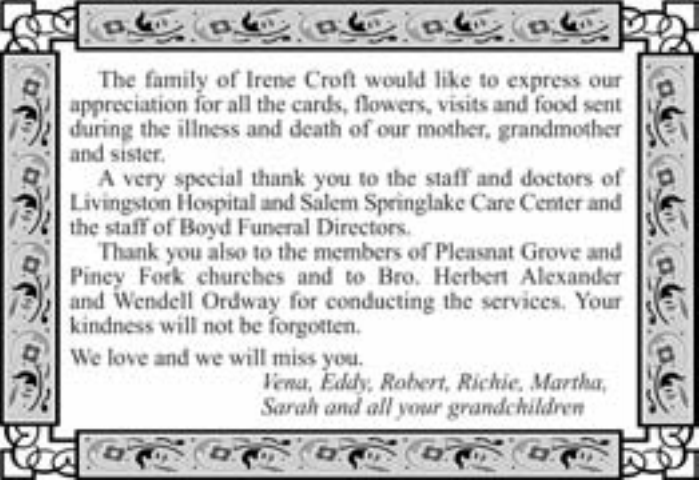 The family of Irene Croft would like to express our
appreciation for all the cards, flowers, visits and food sent
during the illness and death of our mother, grandmother
and sister.
A very special thank you to the staff and doctors of
Livingston Hospital and Salem Springlake Care Center and
the staff of Boyd Funeral Directors.
Thank you also to the members of Pleasnat Grove and
Piney Fork churches and to Bro. Herbert Alexander
and Wendell Ordway for conducting the services. Your
kindness will not be forgotten.
We love and we will miss you.
Vena, Eddy, Robert, Richie, Martha,
Sarah and all your grandchildren